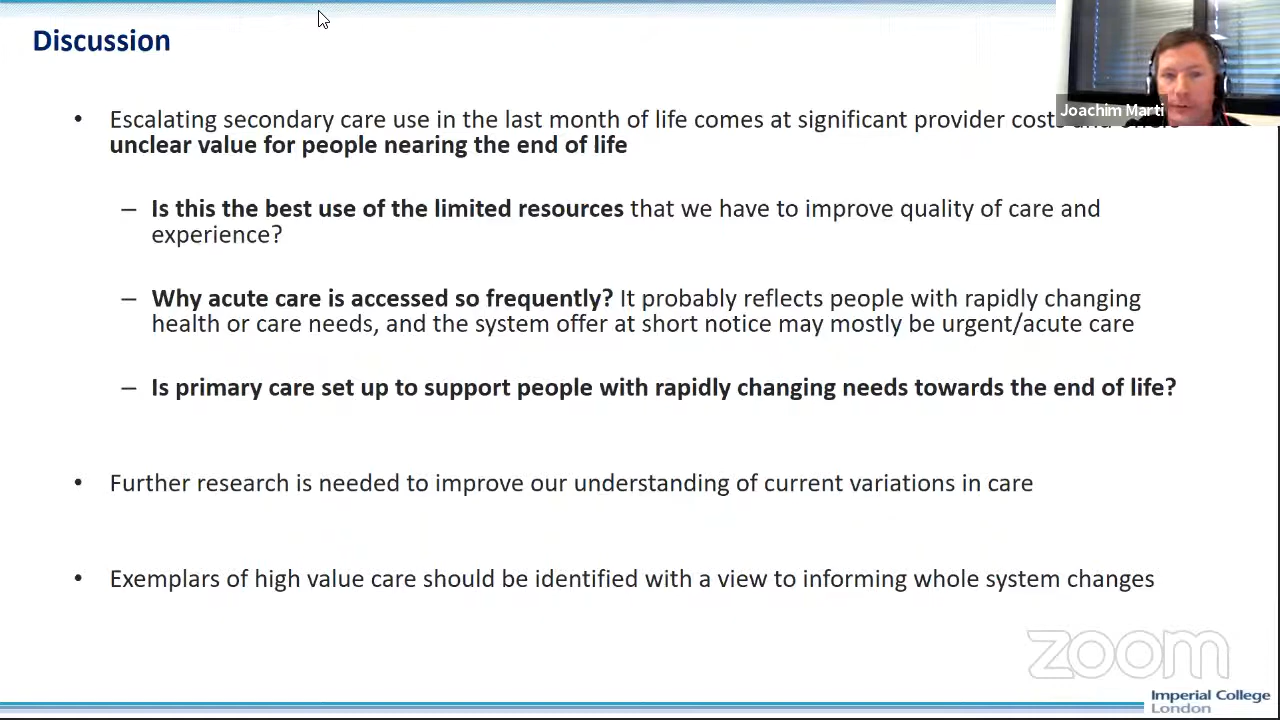 Discussion
Joachim Marti
• Escalating secondary care use in the last month of life comes at significant provider costs and
unclear value for people nearing the end of life
– Is this the best use of the limited resources that we have to improve quality of care and
experience?
– Why acute care is accessed so frequently? It probably reflects people with rapidly changing
health or care needs, and the system offer at short notice may mostly be urgent/acute care
– Is primary care set up to support people with rapidly changing needs towards the end of life?
• Further research is needed to improve our understanding of current variations in care
• Exemplars of high value care should be identified with a view to informing whole system changes
zoom
Imperial College
London